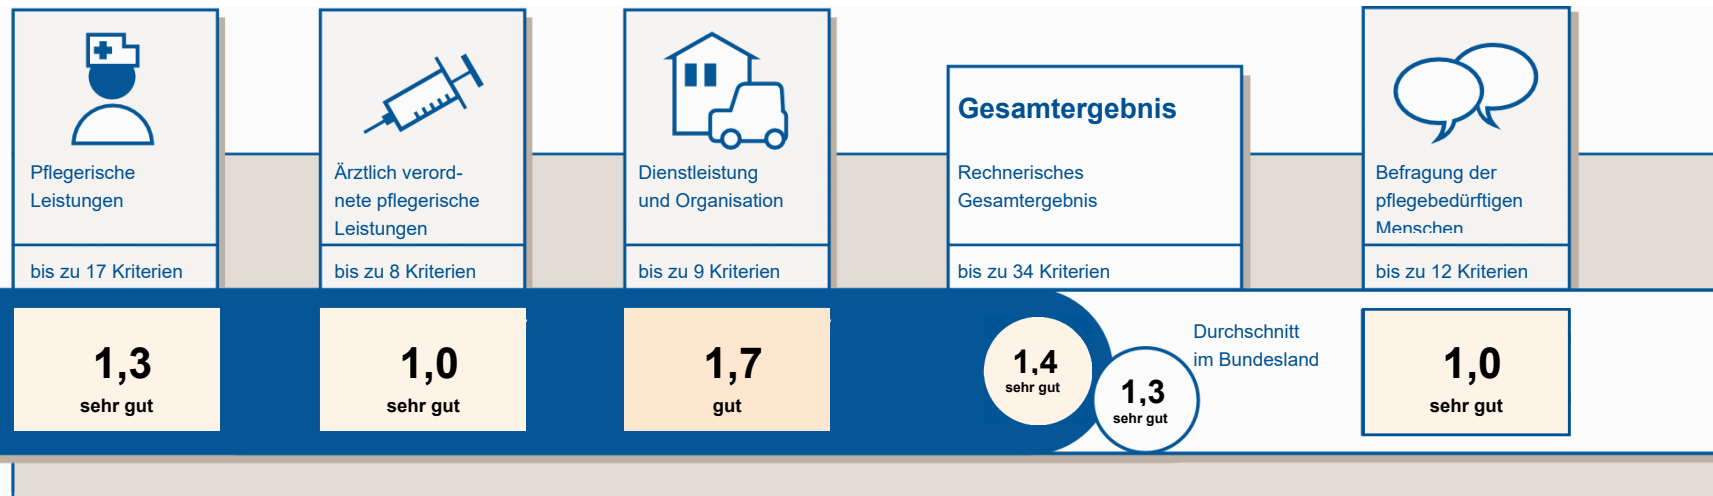 Pflegerische
Leistungen
bis zu 17 Kriterien
1,3
sehr gut
Ärztlich verord-
nete pflegerische
Leistungen
bis zu 8 Kriterien
1,0
sehr gut
Dienstleistung
und Organisation
bis zu 9 Kriterien
1,7
gut
Gesamtergebnis
Rechnerisches
Gesamtergebnis
bis zu 34 Kriterien
1,4
sehr gut
Durchschnitt
im Bundesland
1,3
sehr gut
Befragung der
pflegebedürftigen
Menschen
bis zu 12 Kriterien
1,0
sehr gut